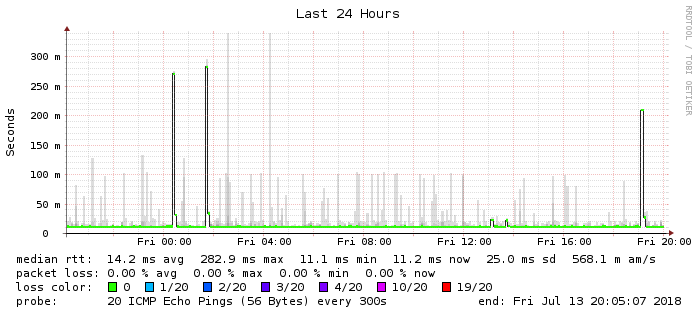 Last 24 Hours
RRDTOOL / TOBI OETIKER
Seconds
300 m
250 m
200 m
150 m
100 m
50 m
0
Fri 00:00 Fri 04:00 Fri 08:00 Fri 12:00 Fri 16:00 Fri 20:00
median rtt: 14.2 ms avg 282.9 ms max 11.1 ms min 11.2 ms now 25.0 ms sd 568.1 m am/s
packet loss: 0.00 % avg 0.00 % max 0.00 % min 0.00 % now
loss color: 0 1/20 2/20 3/20 4/20 10/20 19/20
probe: 20 ICMP Echo Pings (56 Bytes) every 300s end: Fri Jul 13 20:05:07 2018